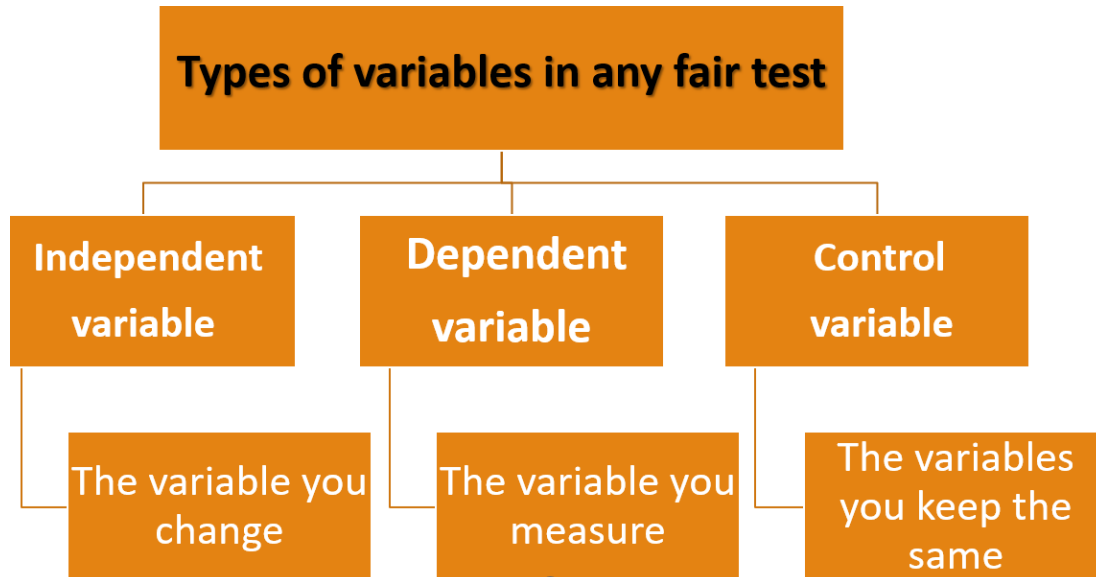 Types of variables in any fair test
Independent
variable
Dependent
variable
Control
variable
The variable you
change
The variable you
measure
The variables
you keep the
same